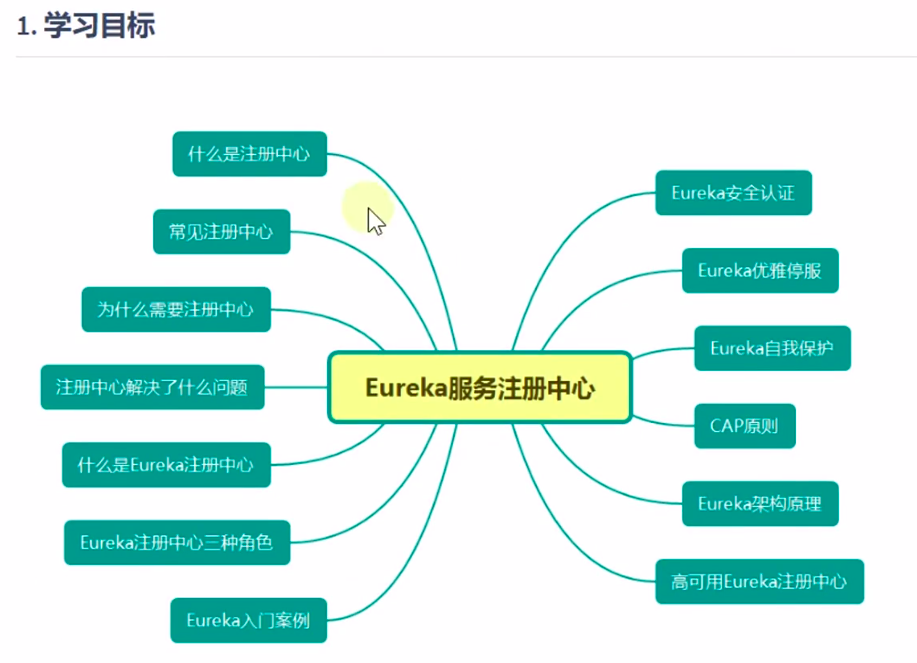 1. 学习目标
什么是注册中心
常见注册中心
为什么需要注册中心
注册中心解决了什么问题
什么是Eureka注册中心
Eureka注册中心三种角色
Eureka入门案例
Eureka服务注册中心
Eureka安全认证
Eureka优雅停服
Eureka自我保护
CAP原则
Eureka架构原理
高可用Eureka注册中心